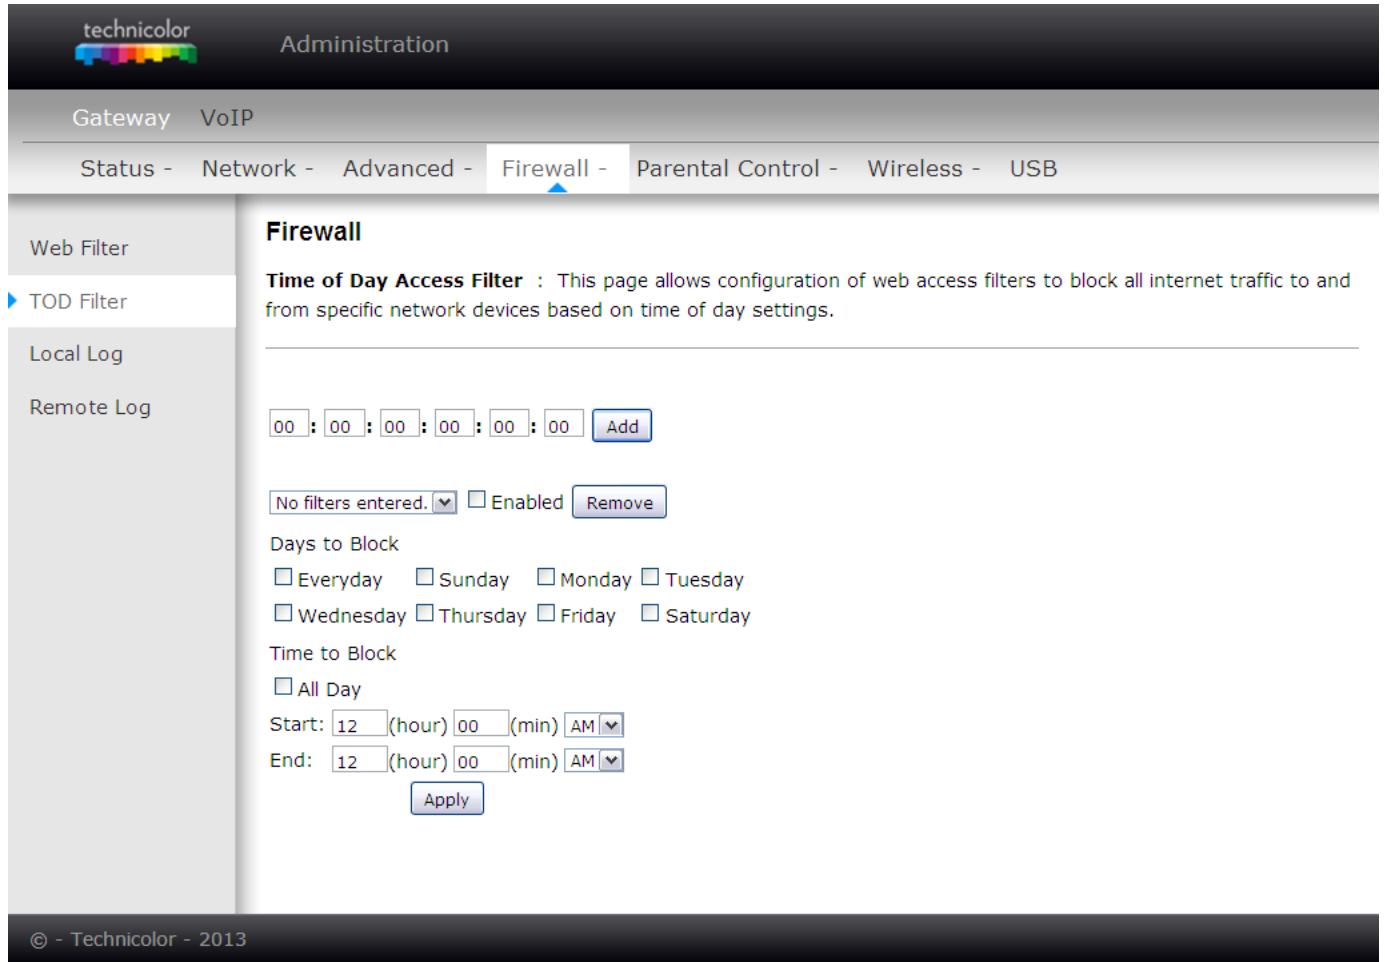 technicolor
Administration
Gateway VoIP
Status - Network - Advanced - Firewall - Parental Control - Wireless - USB
Web Filter
TOD Filter
Local Log
Remote Log
Firewall
Time of Day Access Filter : This page allows configuration of web access filters to block all internet traffic to and
from specific network devices based on time of day settings.
00 : 00 : 00 : 00 : 00 : 00 Add
No filters entered. Enabled Remove
Days to Block
Everyday Sunday Monday Tuesday
Wednesday Thursday Friday Saturday
Time to Block
All Day
Start: 12 (hour) 00 (min) AM
End: 12 (hour) 00 (min) AM
Apply
© - Technicolor - 2013